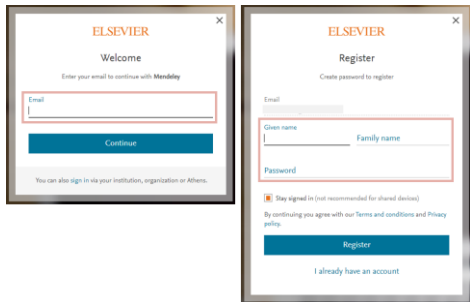 ELSEVIER
Welcome
Enter your email to continue with Mendeley
Email
Continue
You can also sign in via your institution, organization or Athens.
ELSEVIER
Register
Create password to register
Email
Given name
Family name
Password
Stay signed in (not recommended for shared devices)
By continuing you agree with our Terms and conditions and Privacy
policy.
Register
I already have an account